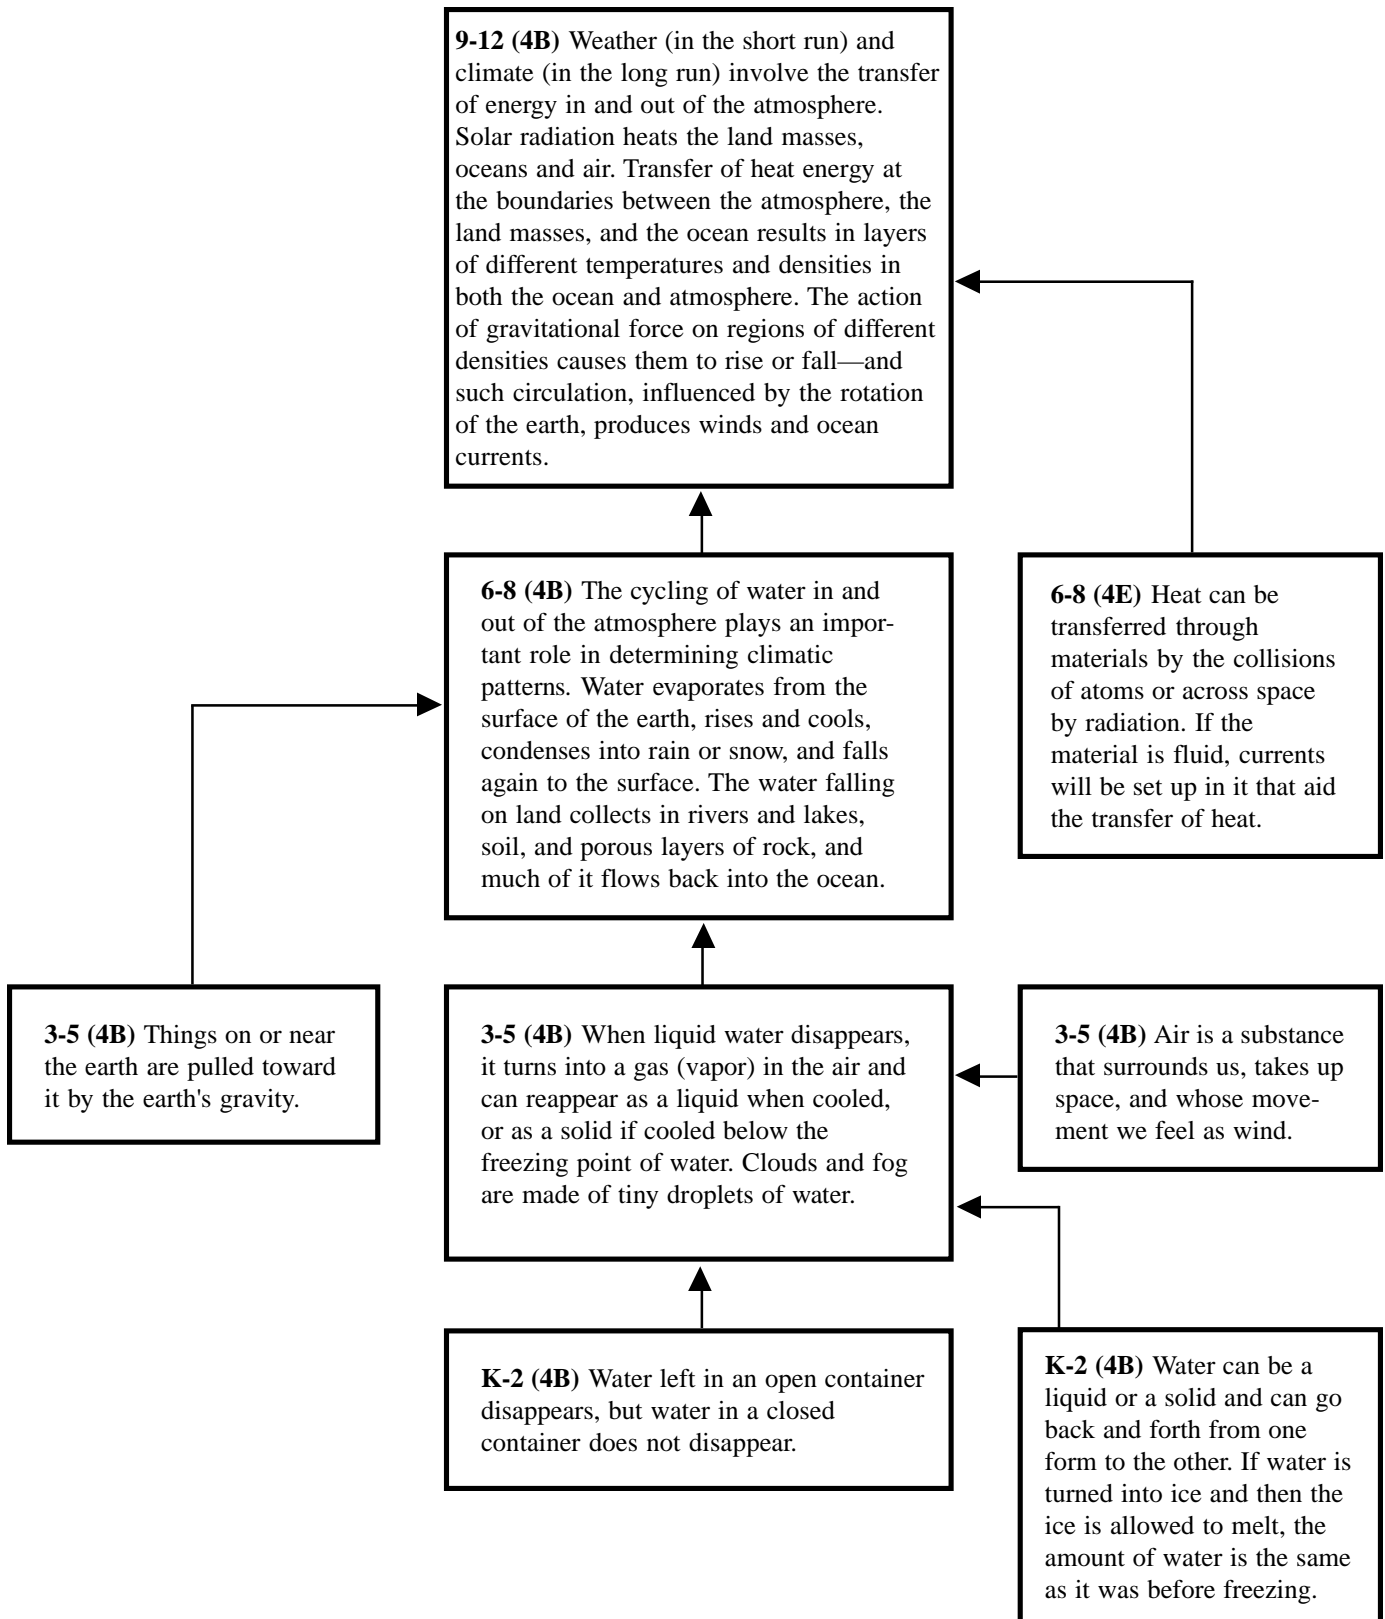 9-12 (4B) Weather (in the short run) and
climate (in the long run) involve the transfer
of energy in and out of the atmosphere.
Solar radiation heats the land masses,
oceans and air. Transfer of heat energy at
the boundaries between the atmosphere, the
land masses, and the ocean results in layers
of different temperatures and densities in
both the ocean and atmosphere. The action
of gravitational force on regions of different
densities causes them to rise or fall—and
such circulation, influenced by the rotation
of the earth, produces winds and ocean
currents.
6-8 (4B) The cycling of water in and
out of the atmosphere plays an impor-
tant role in determining climatic
patterns. Water evaporates from the
surface of the earth, rises and cools,
condenses into rain or snow, and falls
again to the surface. The water falling
on land collects in rivers and lakes,
soil, and porous layers of rock, and
much of it flows back into the ocean.
6-8 (4E) Heat can be
transferred through
materials by the collisions
of atoms or across space
by radiation. If the
material is fluid, currents
will be set up in it that aid
the transfer of heat.
3-5 (4B) Things on or near
the earth are pulled toward
it by the earth's gravity.
3-5 (4B) When liquid water disappears,
it turns into a gas (vapor) in the air and
can reappear as a liquid when cooled,
or as a solid if cooled below the
freezing point of water. Clouds and fog
are made of tiny droplets of water.
3-5 (4B) Air is a substance
that surrounds us, takes up
space, and whose move-
ment we feel as wind.
K-2 (4B) Water left in an open container
disappears, but water in a closed
container does not disappear.
K-2 (4B) Water can be a
liquid or a solid and can go
back and forth from one
form to the other. If water is
turned into ice and then the
ice is allowed to melt, the
amount of water is the same
as it was before freezing.